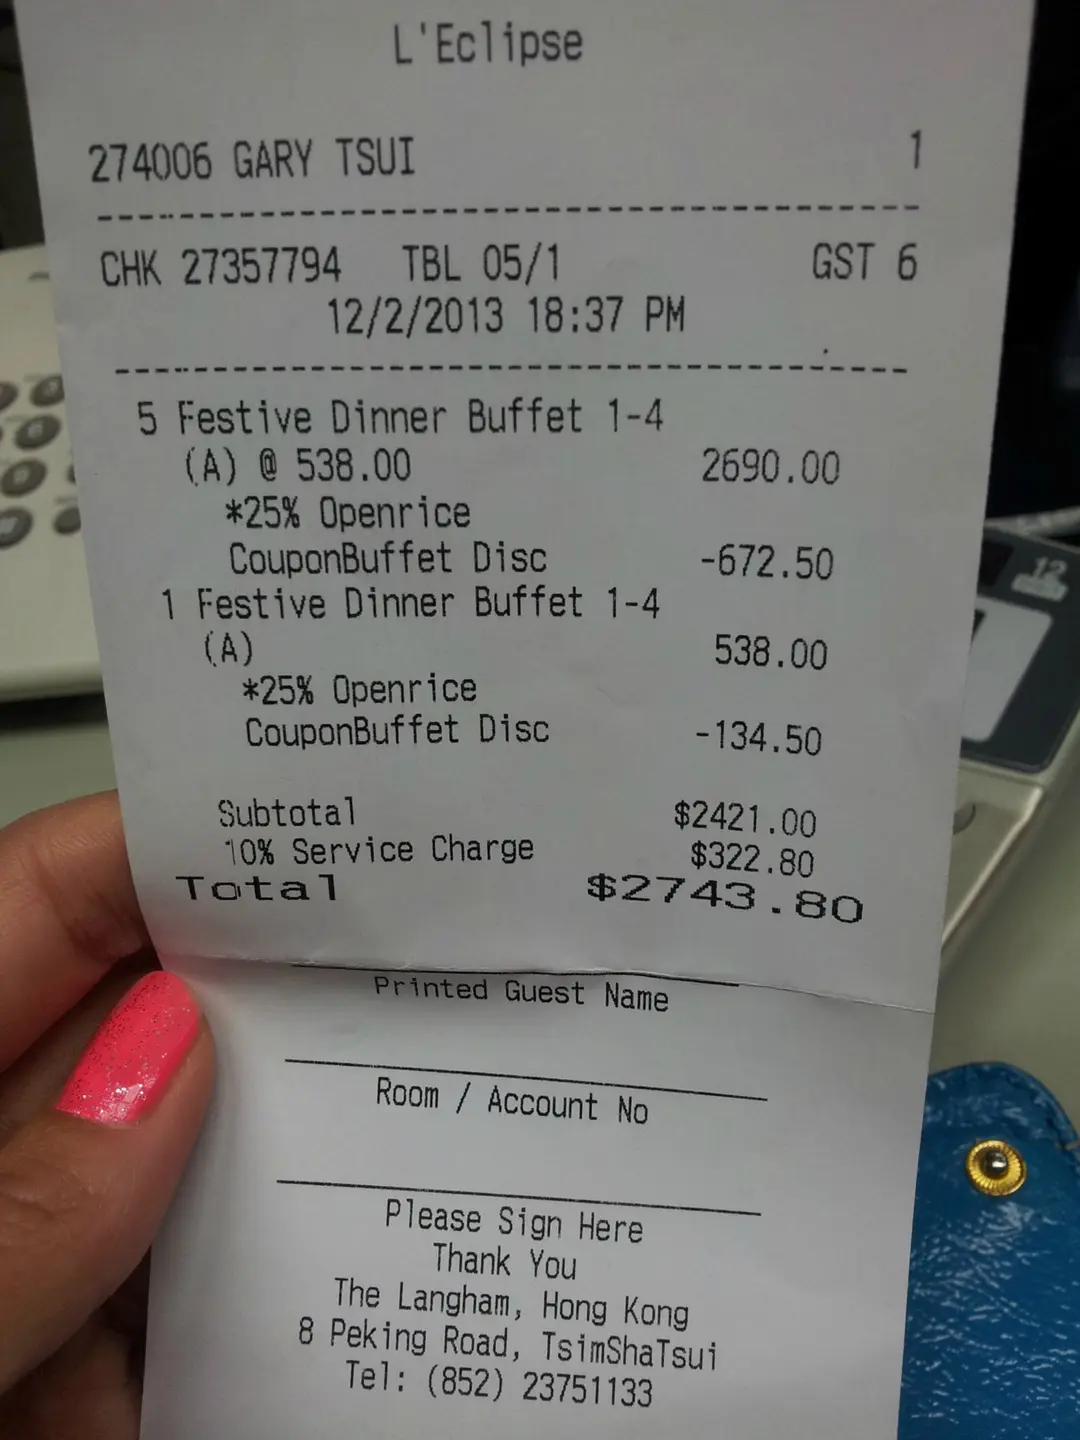 L'Eclipse
274006 GARY TSUI 1
CHK 27357794 TBL 05/1 GST 6
12/2/2013 18:37 PM
5 Festive Dinner Buffet 1-4
(A) @ 538.00 2690.00
*25% Openrice
CouponBuffet Disc -672.50
1 Festive Dinner Buffet 1-4
(A) 538.00
*25% Openrice
CouponBuffet Disc -134.50
Subtotal $2421.00
10% Service Charge $322.80
Total $2743.80
Printed Guest Name
Room / Account No
Please Sign Here
Thank You
The Langham, Hong Kong
8 Peking Road, TsimShaTsui
Tel: (852) 23751133
12